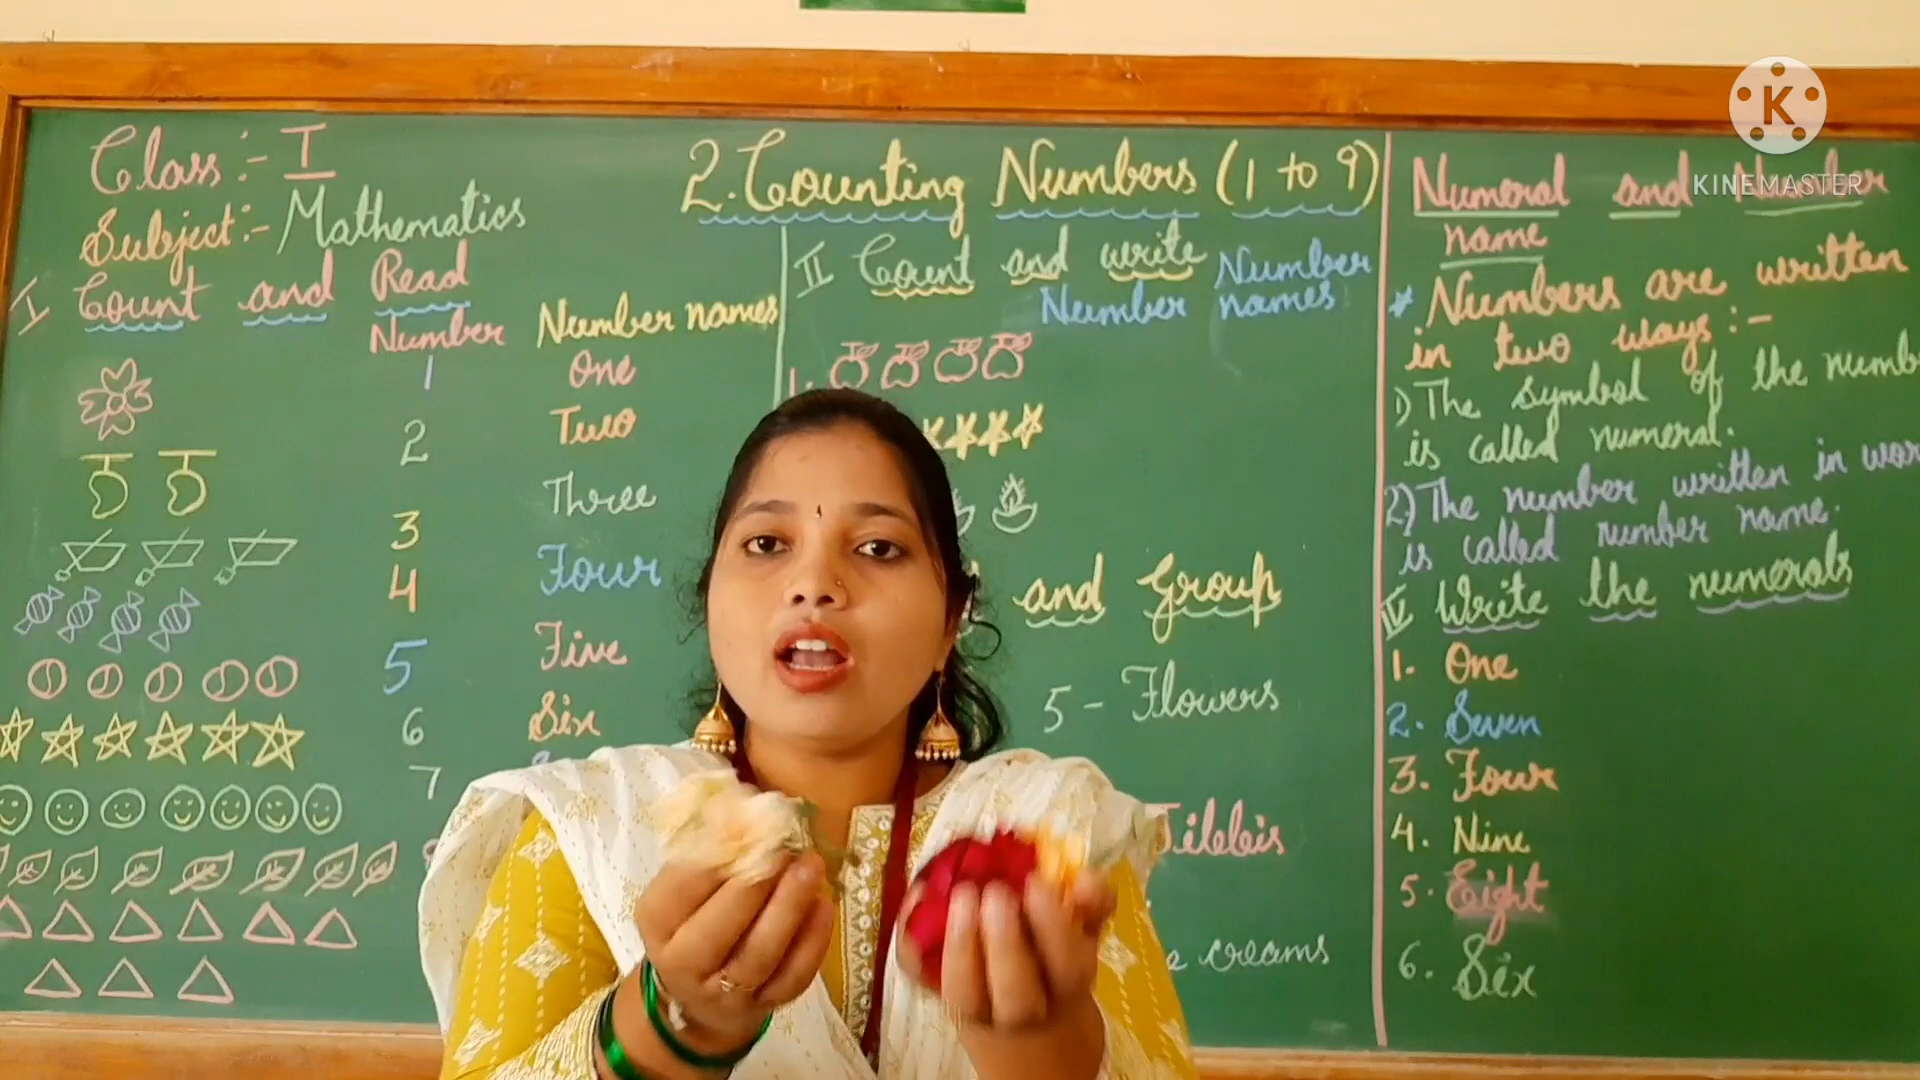 Class:- I
Subject:- Mathematics
2. Counting Numbers (1 to 9)
I Count and Read
Number
Number names
1
One
2
Two
3
Three
4
Four
5
Five
6
Six
7
II Count and write Number
Number names
1.
and Group
5 - Flowers
creams
Numeral and Number
name
* Numbers are written
in two ways:-
1) The symbol of the
is called numeral.
2) The number written in
is called number name.
IV Write the numerals
1. One
2. Seven
3. Four
4. Nine
5. Eight
6. Six
K
KINEMASTER